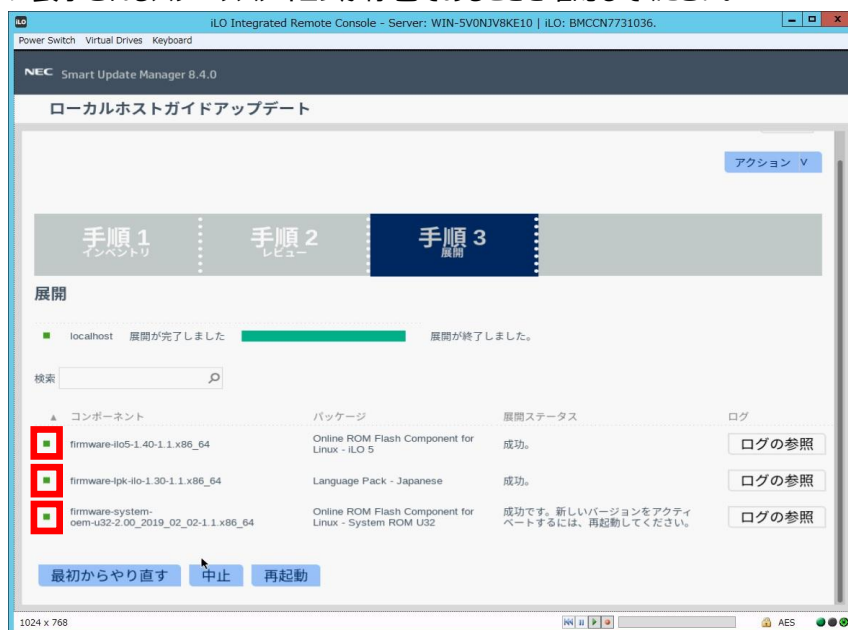 iLO Integrated Remote Console - Server: WIN-5V0NJV8KE10 | iLO: BMCCN7731036.
Power Switch Virtual Drives Keyboard
NEC Smart Update Manager 8.4.0
ローカルホストガイドアップデート
アクション ∨
手順 1
インベントリ
手順 2
レビュー
手順 3
展開
展開
localhost 展開が完了しました 展開が終了しました。
検索
▲ コンポーネント パッケージ 展開ステータス ログ
firmware-ilo5-1.40-1.1.x86_64
Online ROM Flash Component for
Linux - iLO 5
成功。
ログの参照
firmware-lpk-ilo-1.30-1.1.x86_64
Language Pack - Japanese
成功。
ログの参照
firmware-system-
oem-u32-2.00_2019_02_02-1.1.x86_64
Online ROM Flash Component for
Linux - System ROM U32
成功です。新しいバージョンをアクティ
ベートするには、再起動してください。
ログの参照
最初からやり直す 中止 再起動
1024 x 768 AES